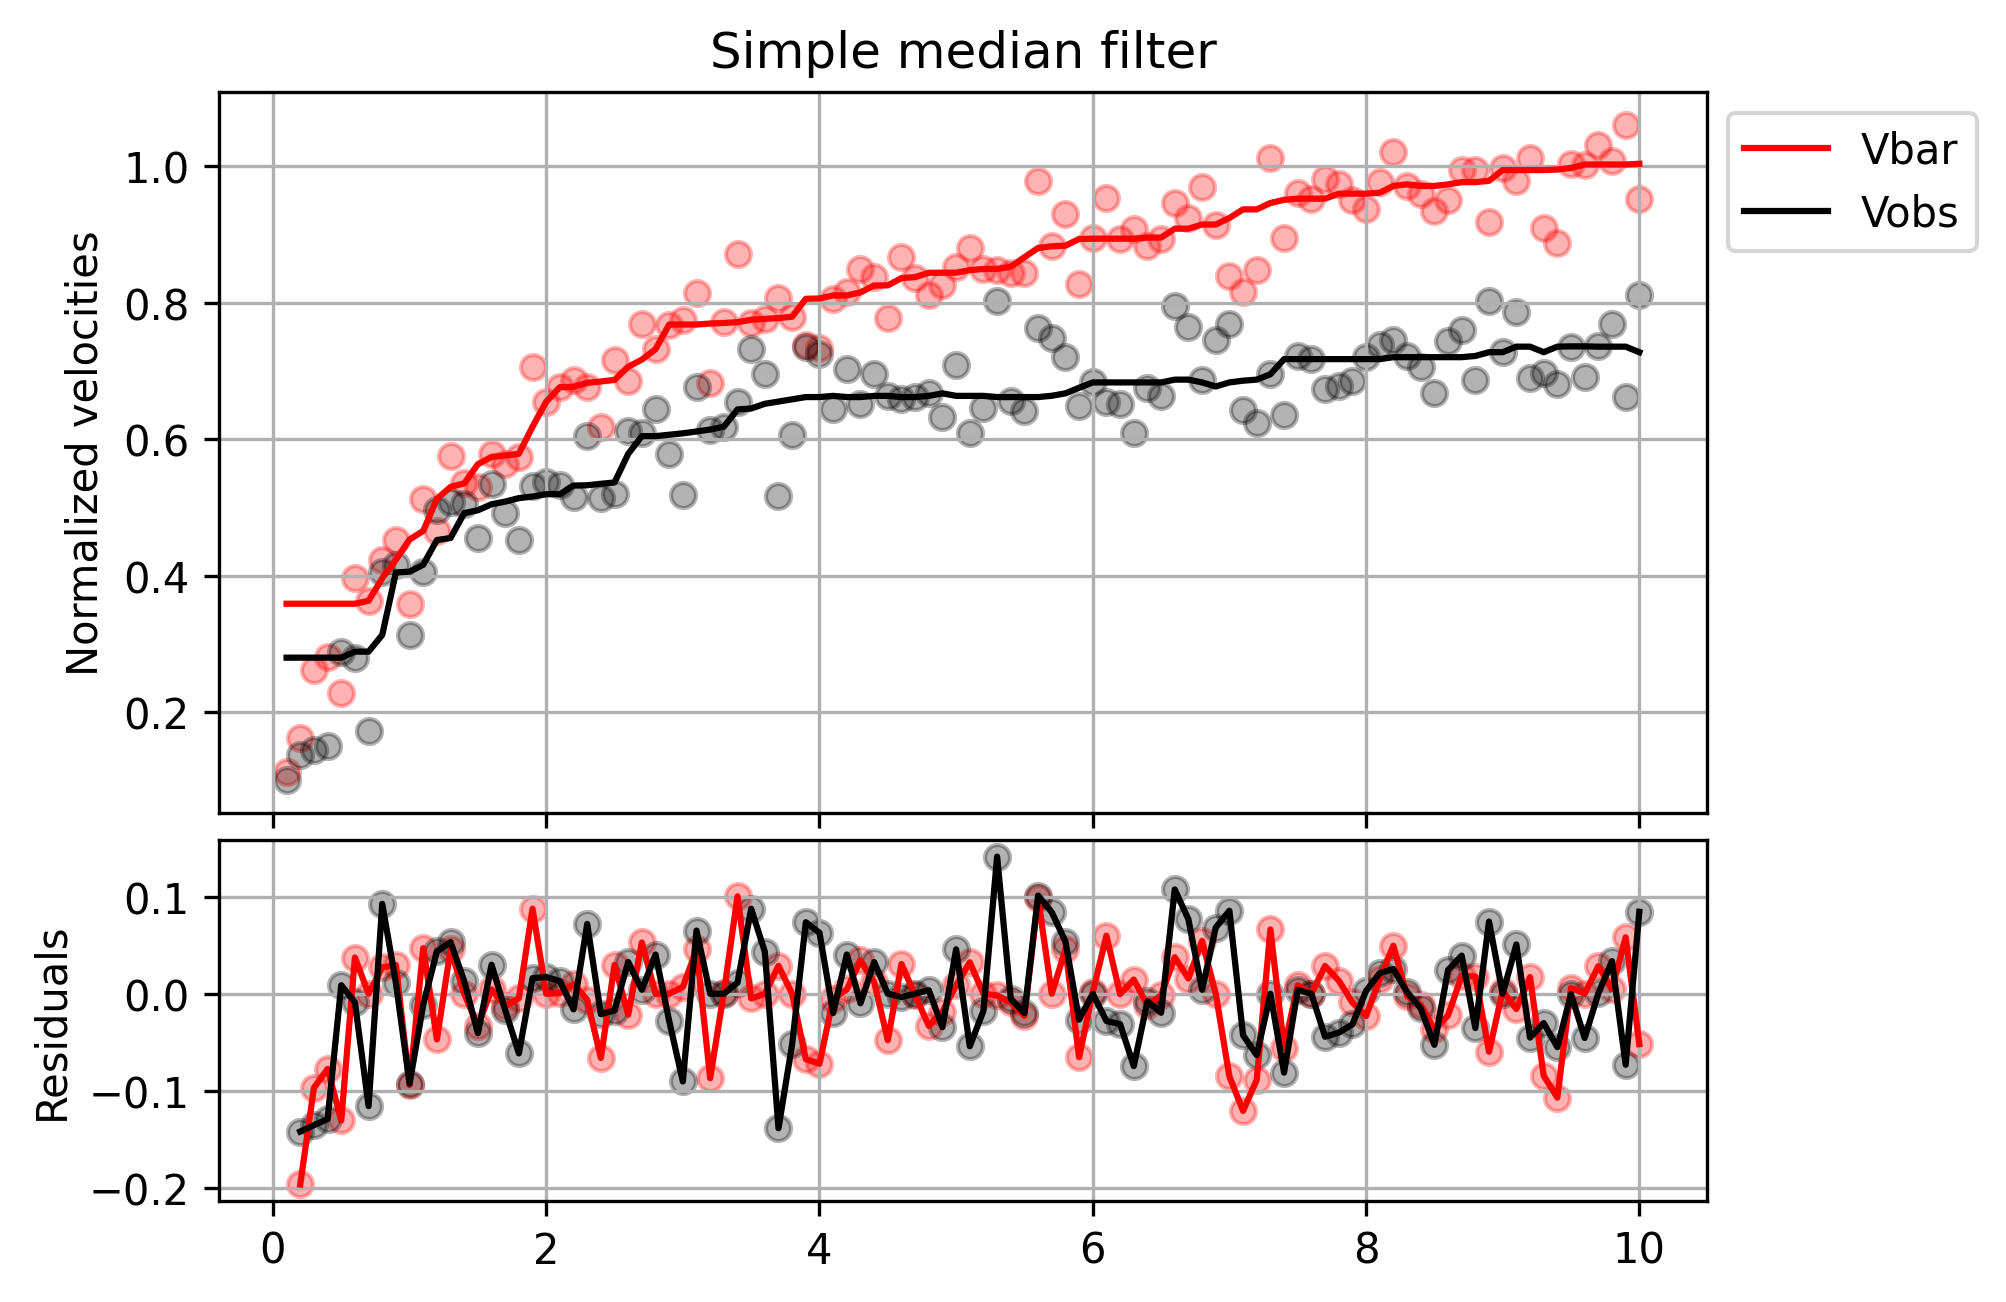 Simple median filter
Normalized velocities
1.0
0.8
0.6
0.4
0.2
Vbar
Vobs
Residuals
0.1
0.0
−0.1
−0.2
0 2 4 6 8 10